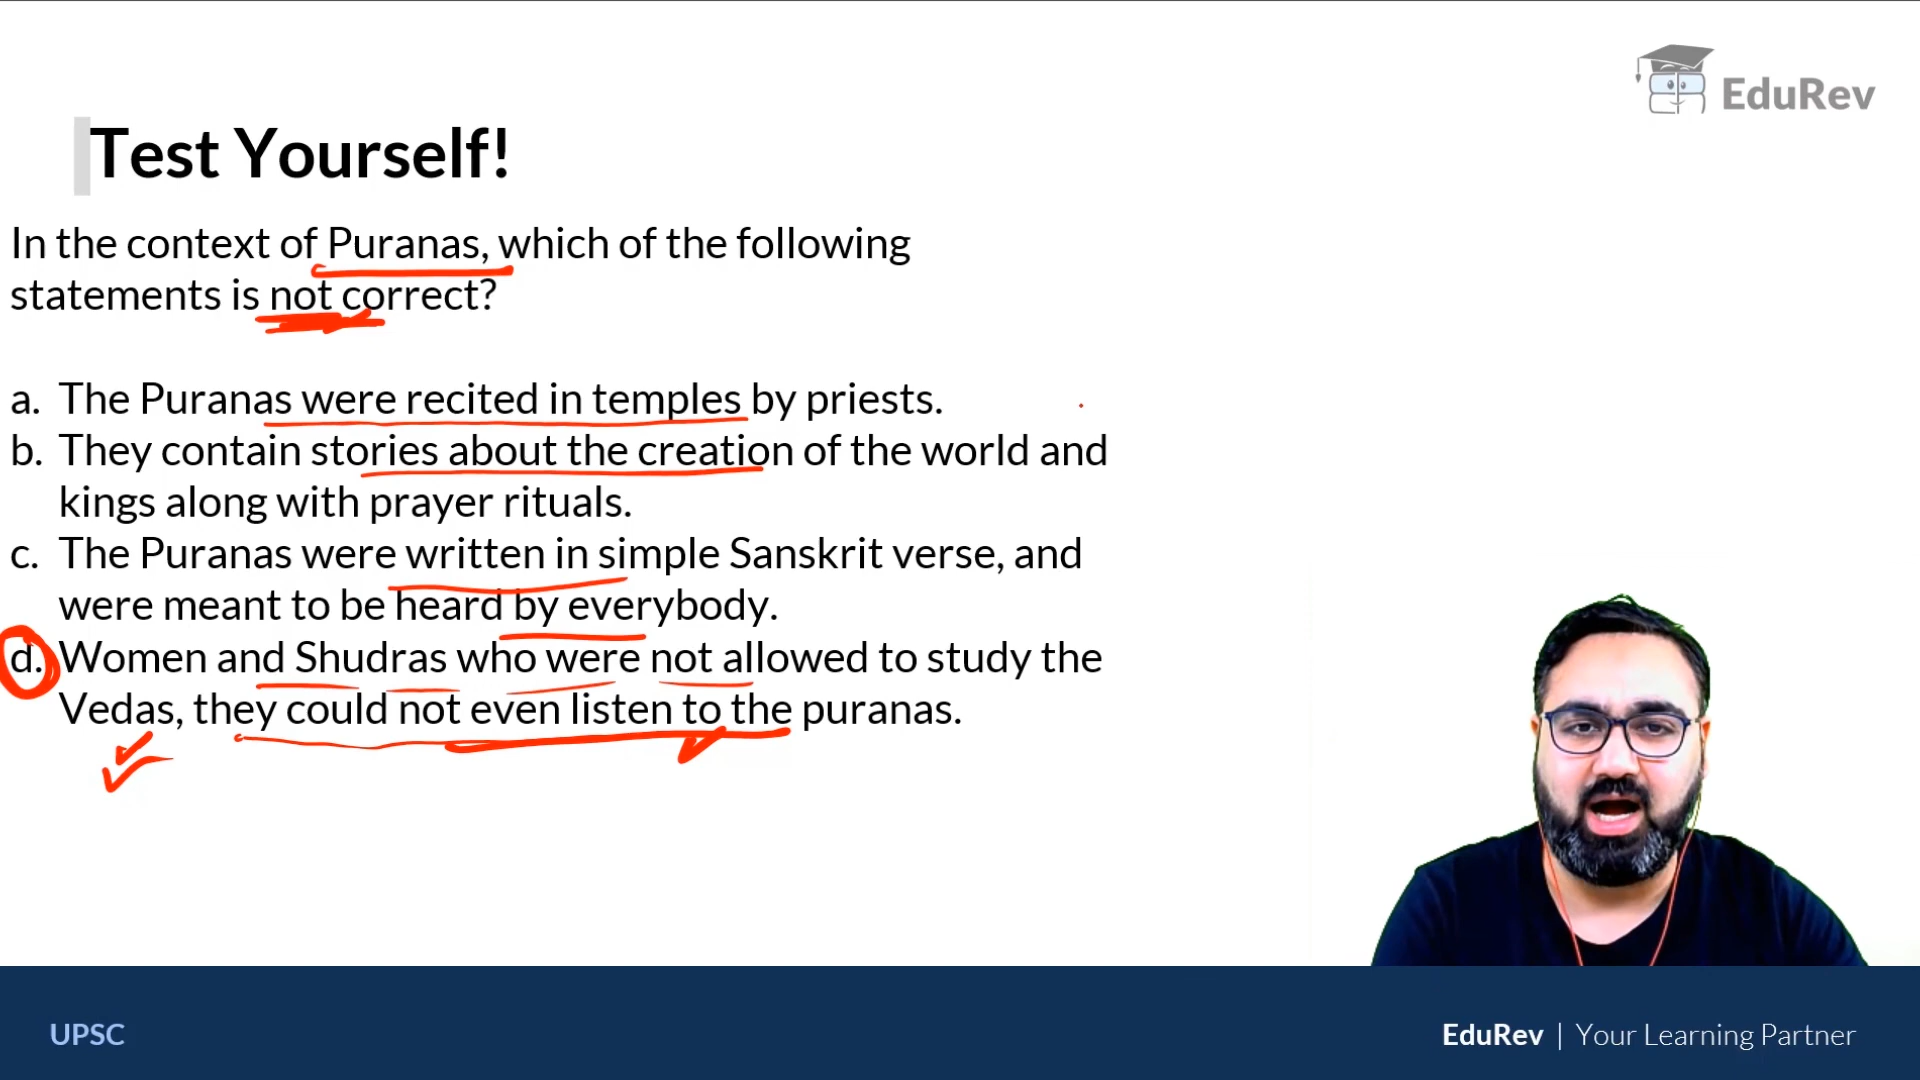 EduRev
Test Yourself!
In the context of Puranas, which of the following
statements is not correct?
a. The Puranas were recited in temples by priests.
b. They contain stories about the creation of the world and
kings along with prayer rituals.
c. The Puranas were written in simple Sanskrit verse, and
were meant to be heard by everybody.
d. Women and Shudras who were not allowed to study the
Vedas, they could not even listen to the puranas.
UPSC
EduRev | Your Learning Partner